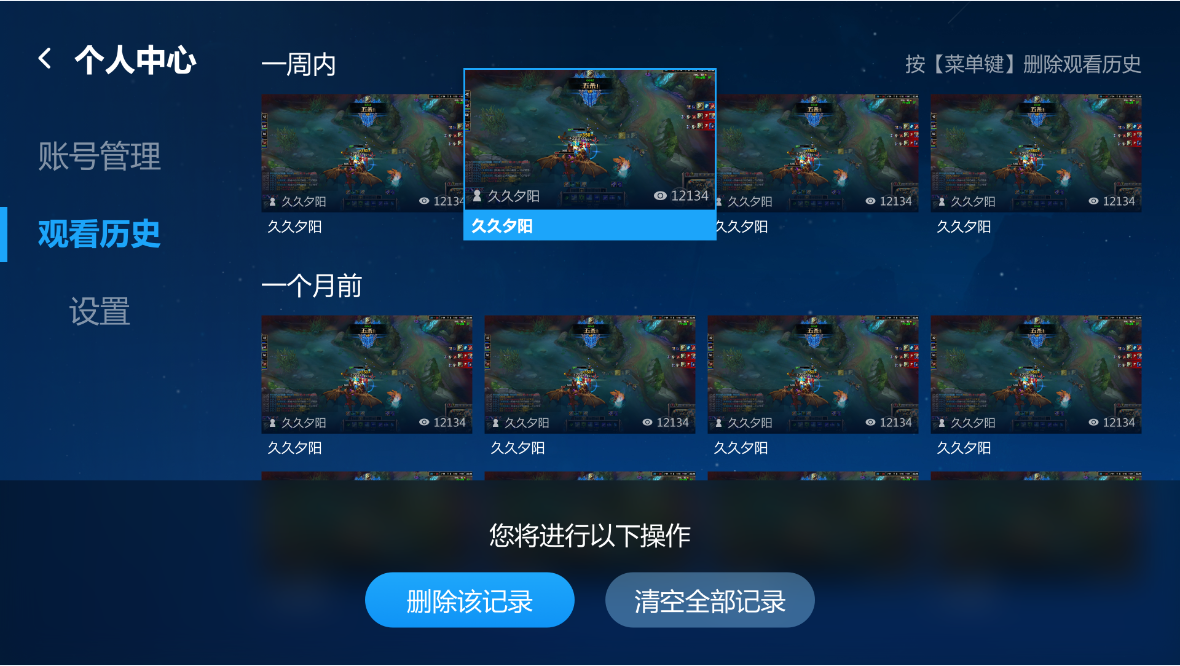 个人中心
账号管理
观看历史
设置
一周内
按【菜单键】删除观看历史
久久夕阳 1213
久久夕阳
久久夕阳 12134
久久夕阳
久久夕阳 12134
久久夕阳
久久夕阳 12134
久久夕阳
一个月前
久久夕阳 12134
久久夕阳
久久夕阳 12134
久久夕阳
久久夕阳 12134
久久夕阳
久久夕阳 12134
久久夕阳
您将进行以下操作
删除该记录
清空全部记录